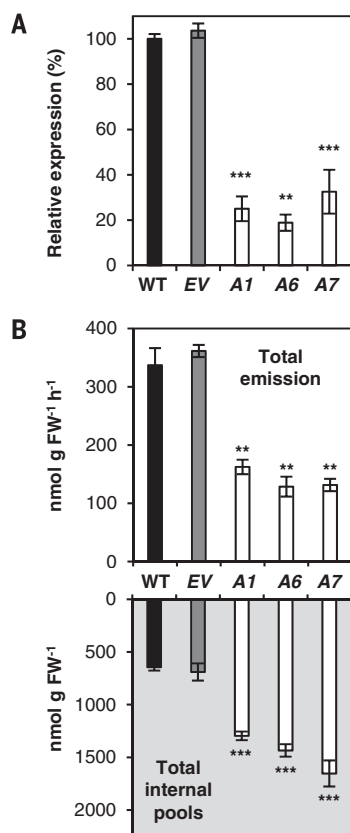 A
Relative expression (%)
120
100
80
60
40
20
0
***
**
***
WT EV A1 A6 A7
B
nmol g FW-1 h-1
400
300
200
100
0
Total
emission
**
**
**
WT EV A1 A6 A7
nmol g FW-1
0
500
1000
1500
2000
***
***
***
Total
internal
pools